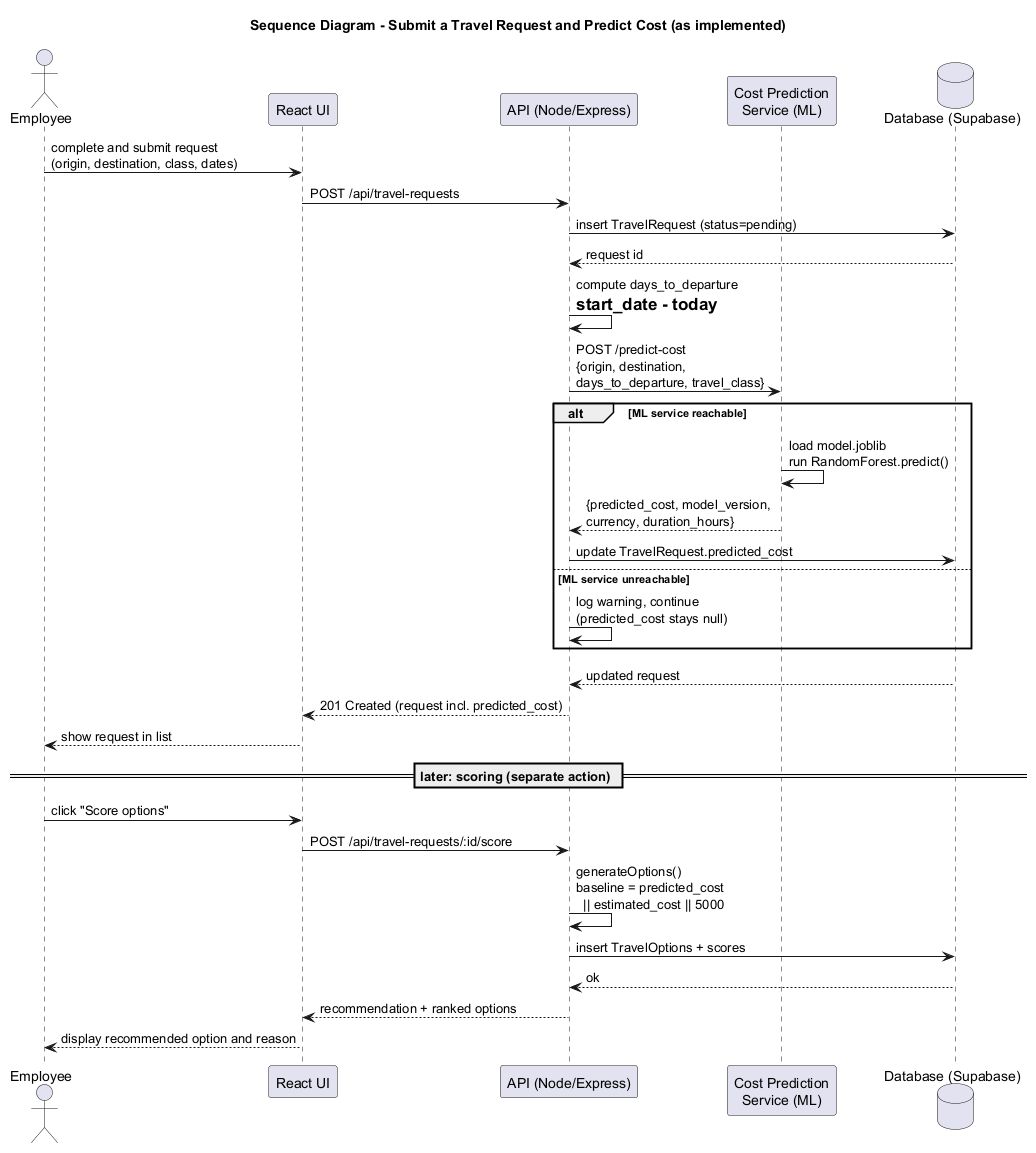 Sequence Diagram - Submit a Travel Request and Predict Cost (as implemented)
Employee
React UI
API (Node/Express)
Cost Prediction
Service (ML)
Database (Supabase)
complete and submit request
(origin, destination, class, dates)
POST /api/travel-requests
insert TravelRequest (status=pending)
request id
compute days_to_departure
start_date - today
POST /predict-cost
{origin, destination,
days_to_departure, travel_class}
alt
[ML service reachable]
load model.joblib
run RandomForest.predict()
{predicted_cost, model_version,
currency, duration_hours}
update TravelRequest.predicted_cost
[ML service unreachable]
log warning, continue
(predicted_cost stays null)
updated request
201 Created (request incl. predicted_cost)
show request in list
later: scoring (separate action)
click "Score options"
POST /api/travel-requests/:id/score
generateOptions()
baseline = predicted_cost
|| estimated_cost || 5000
insert TravelOptions + scores
ok
recommendation + ranked options
display recommended option and reason
Employee
React UI
API (Node/Express)
Cost Prediction
Service (ML)
Database (Supabase)